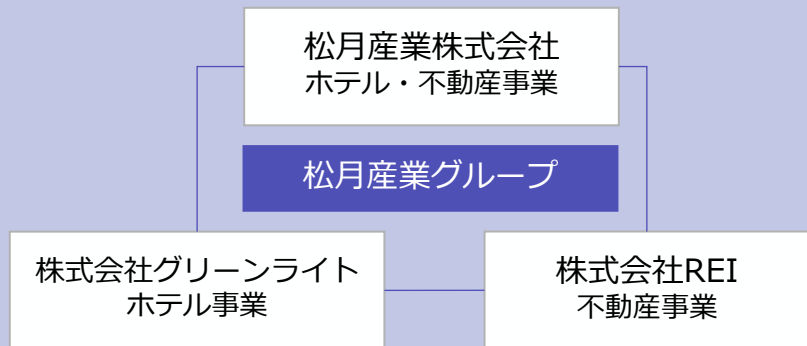 松月産業株式会社
ホテル・不動産事業
松月産業グループ
株式会社グリーンライト
ホテル事業
株式会社REI
不動産事業